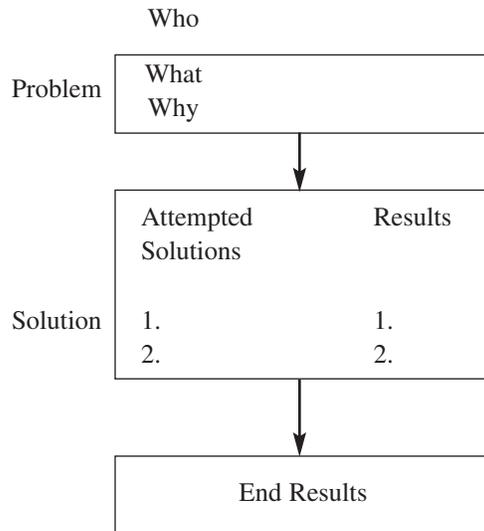 Who
Problem
What
Why
Attempted Results
Solutions
Solution
1. 1.
2. 2.
End Results